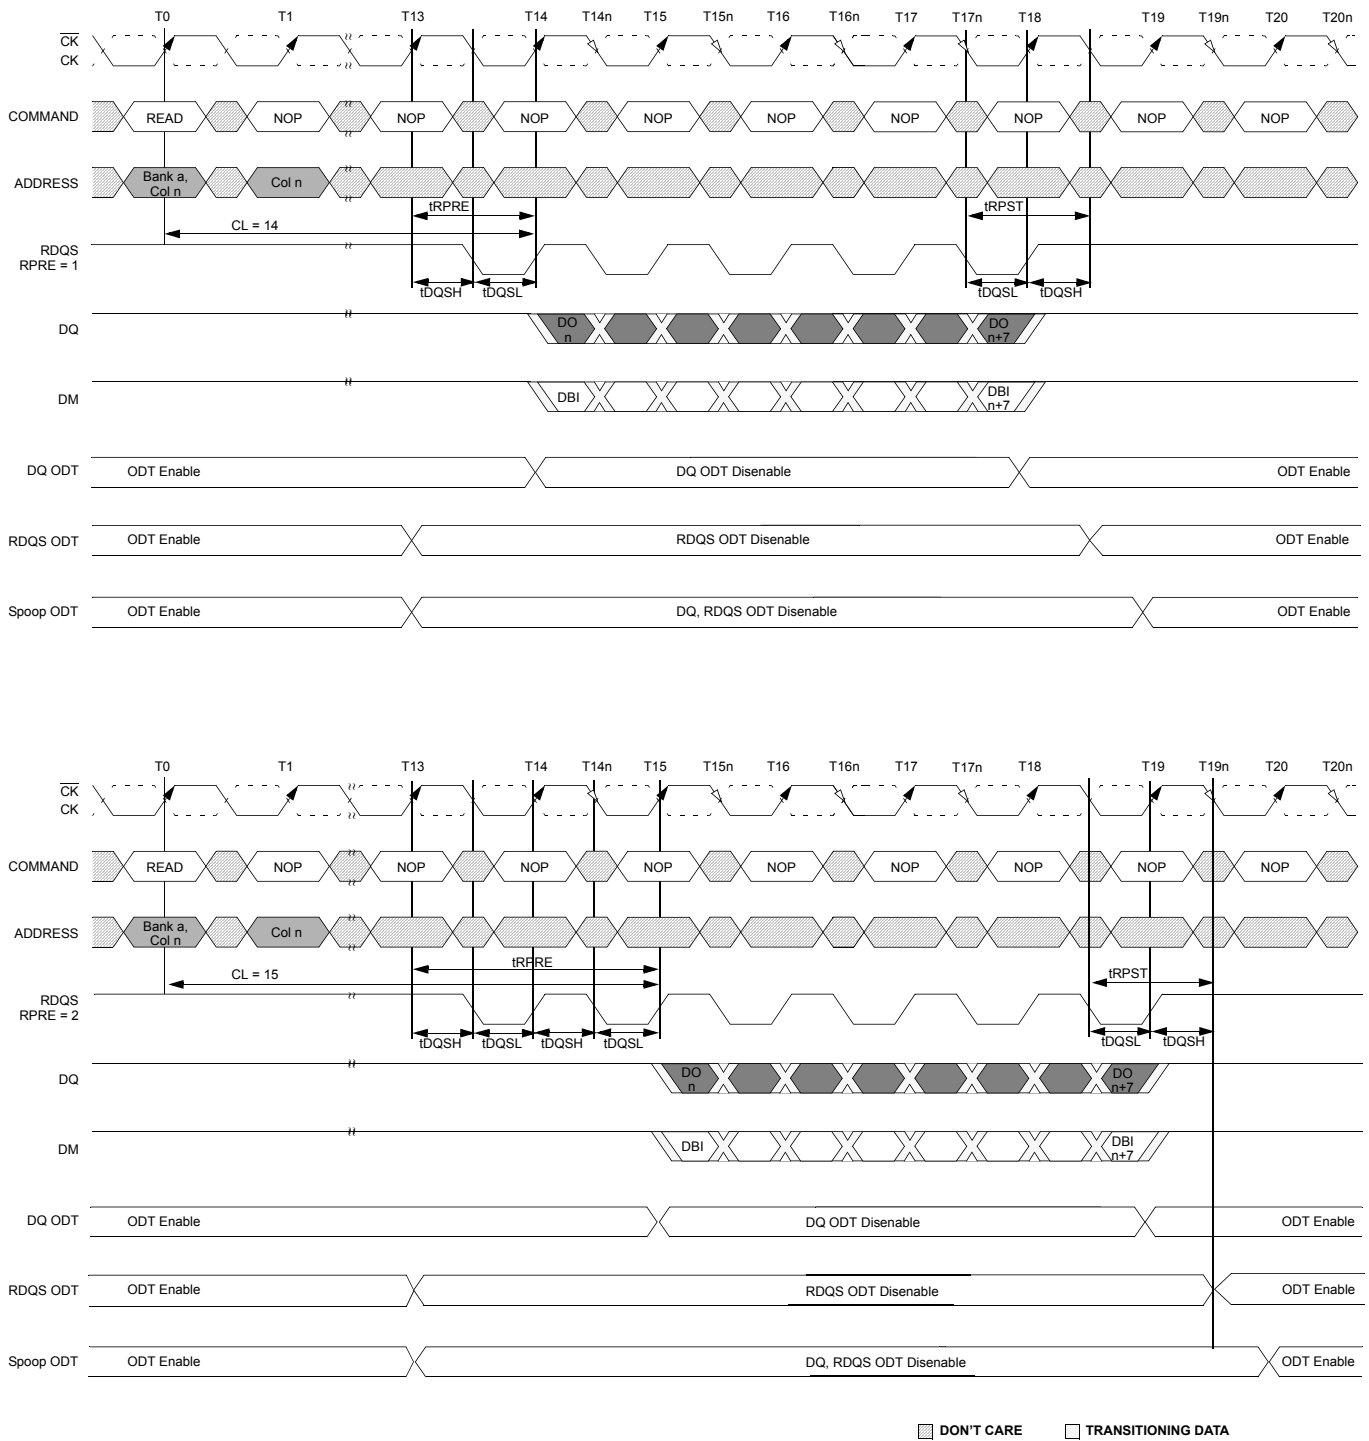 T0 T1 T13 T14 T14n T15 T15n T16 T16n T17 T17n T18 T19 T19n T20 T20n
CK
CK
COMMAND READ NOP NOP NOP NOP NOP NOP NOP NOP NOP
ADDRESS Bank a, Col n Col n
tRPRE tRPST
CL = 14
RDQS
RPRE = 1
tDQSH tDQSL tDQSL tDQSH
DQ DO n DO n+7
DM DBI DBI n+7
DQ ODT ODT Enable DQ ODT Disenable ODT Enable
RDQS ODT ODT Enable RDQS ODT Disenable ODT Enable
Spoop ODT ODT Enable DQ, RDQS ODT Disenable ODT Enable
T0 T1 T13 T14 T14n T15 T15n T16 T16n T17 T17n T18 T19 T19n T20 T20n
CK
CK
COMMAND READ NOP NOP NOP NOP NOP NOP NOP NOP NOP
ADDRESS Bank a, Col n Col n
tRPRE tRPST
CL = 15
RDQS
RPRE = 2
tDQSH tDQSL tDQSH tDQSL tDQSL tDQSH
DQ DO n DO n+7
DM DBI DBI n+7
DQ ODT ODT Enable DQ ODT Disenable ODT Enable
RDQS ODT ODT Enable RDQS ODT Disenable ODT Enable
Spoop ODT ODT Enable DQ, RDQS ODT Disenable ODT Enable
DON'T CARE TRANSITIONING DATA